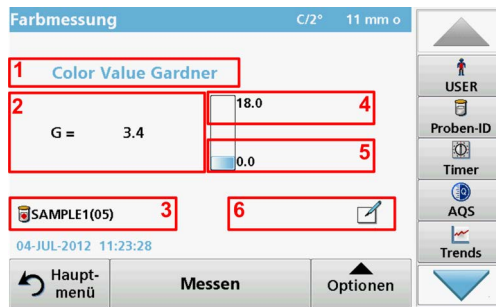 Farbmessung C/2° 11 mm o
1 Color Value Gardner
2
G = 3.4
18.0 4
5
0.0
SAMPLE1(05) 3 6
04-JUL-2012 11:23:28
Haupt-
menü
Messen
Optionen
USER
Proben-ID
Timer
AQS
Trends